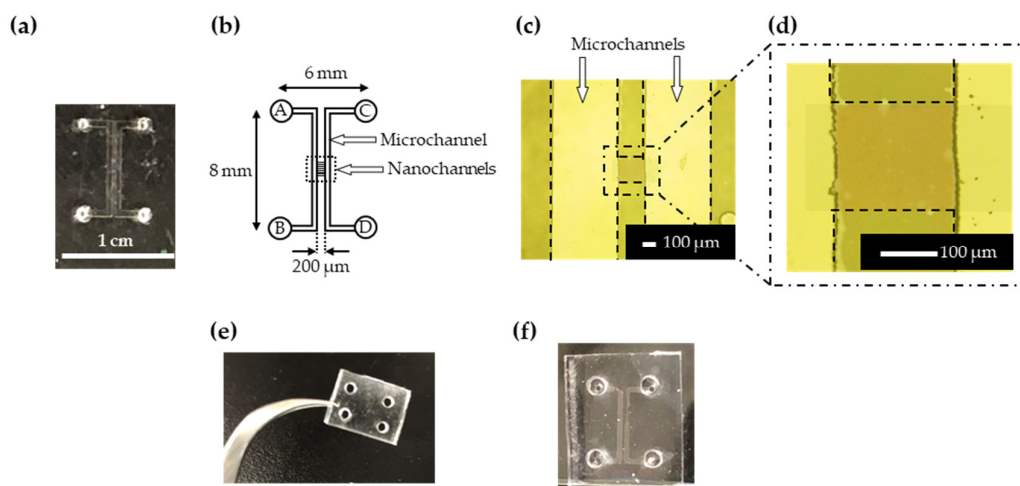 (a)
(b)
(c)
(d)
6 mm
A
C
Microchannel
Nanochannels
8 mm
B
D
200 μm
1 cm
Microchannels
100 μm
100 μm
(e)
(f)